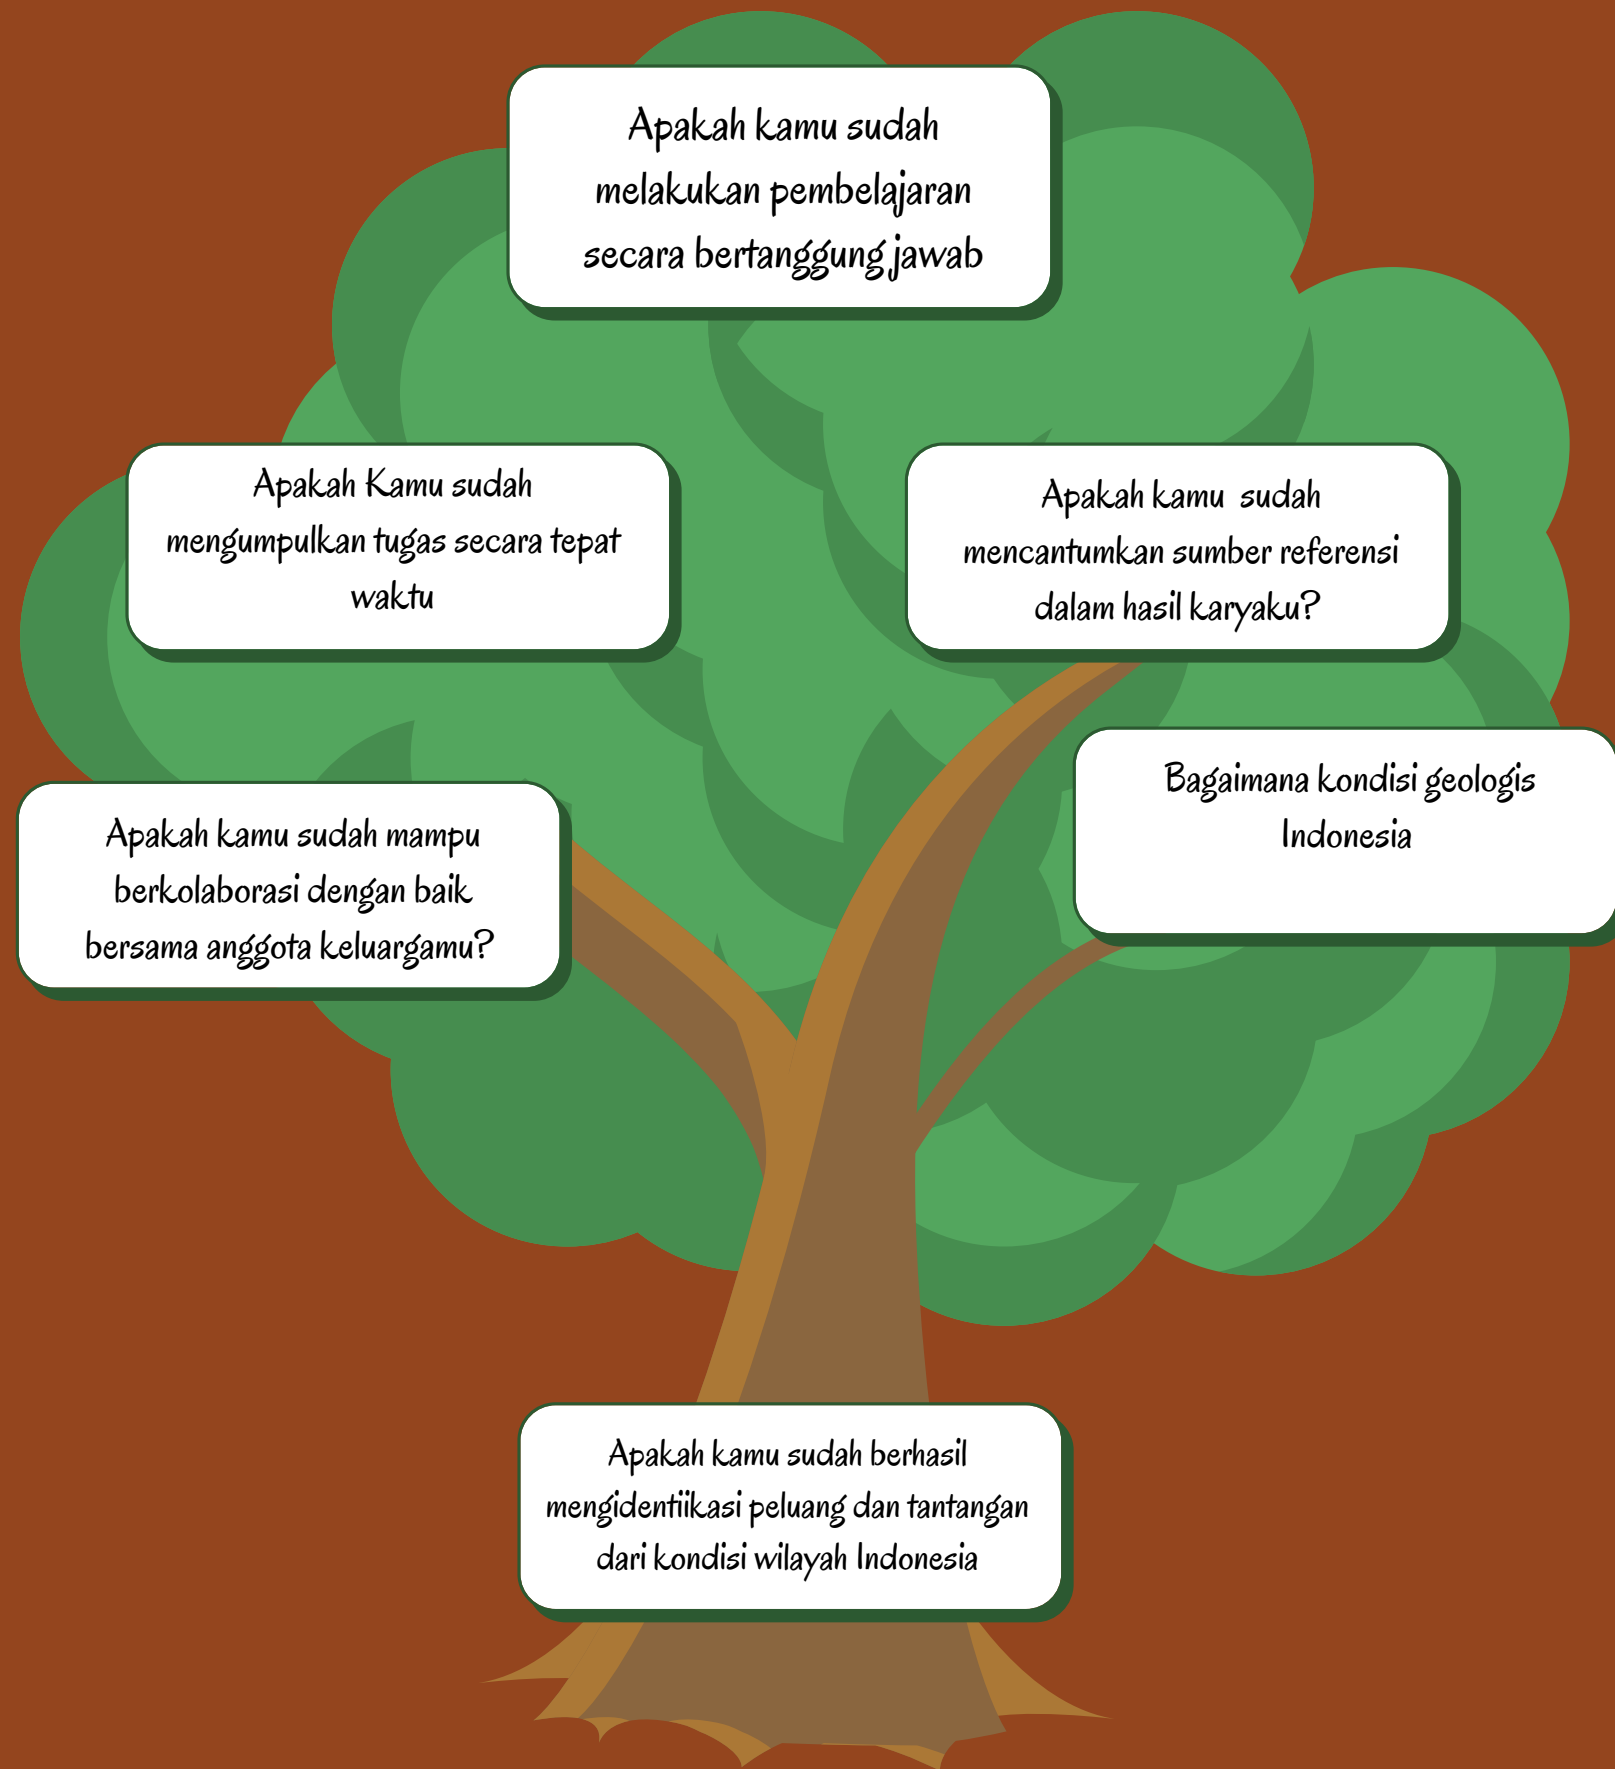 Apakah kamu sudah
melakukan pembelajaran
secara bertanggung jawab
Apakah Kamu sudah
mengumpulkan tugas secara tepat
waktu
Apakah kamu sudah
mencantumkan sumber referensi
dalam hasil karyaku?
Bagaimana kondisi geologis
Indonesia
Apakah kamu sudah mampu
berkolaborasi dengan baik
bersama anggota keluargamu?
Apakah kamu sudah berhasil
mengidentiikasi peluang dan tantangan
dari kondisi wilayah Indonesia